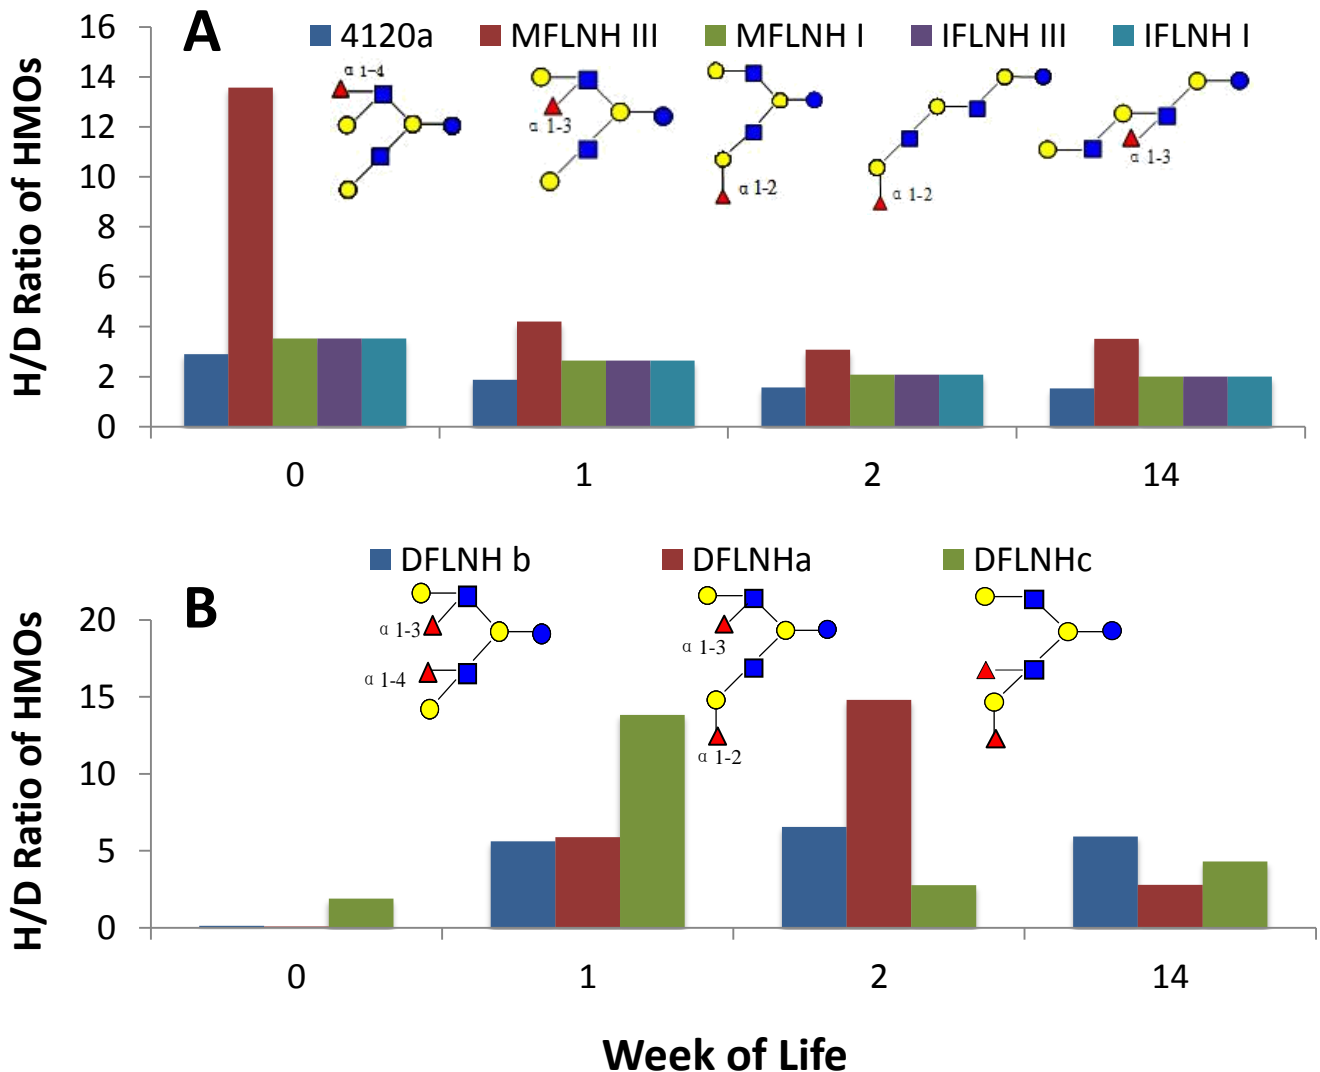 A
4120a MFLNH III MFLNH I IFLNH III IFLNH I
16
14
12
10
8
6
4
2
0
H/D Ratio of HMOs
α 1-4
α 1-3
α 1-2
α 1-2
α 1-3
0 1 2 14
B
DFLNH b DFLNHa DFLNHc
20
15
10
5
0
H/D Ratio of HMOs
α 1-3
α 1-4
α 1-3
α 1-2
0 1 2 14
Week of Life